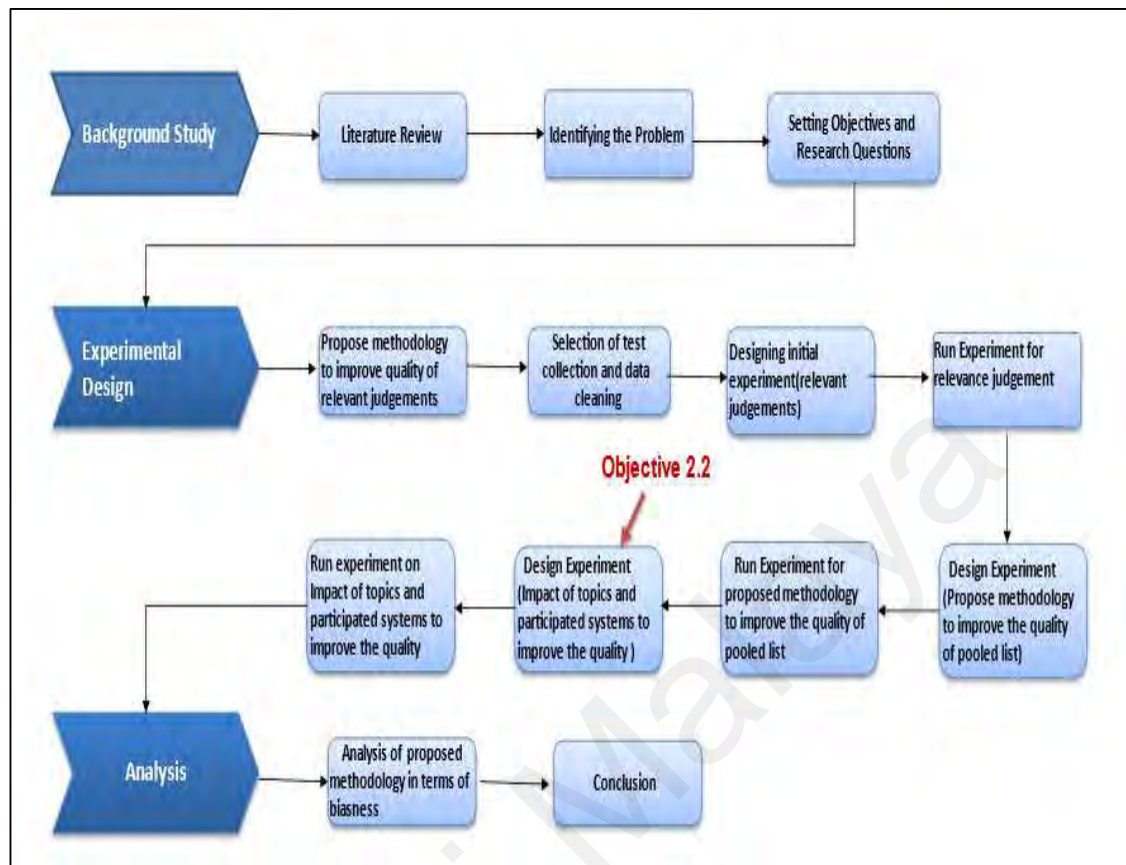 Background Study
Literature Review
Identifying the Problem
Setting Objectives and
Research Questions
Experimental
Design
Propose methodology
to improve quality of
relevant judgements
Selection of test
collection and data
cleaning
Designing initial
experiment(relevant
judgements)
Run Experiment for
relevance judgement
Objective 2.2
Design Experiment
(Propose methodology
to improve the quality
of pooled list)
Run Experiment for
proposed methodology
to improve the quality of
pooled list
Design Experiment
(Impact of topics and
participated systems to
improve the quality )
Run experiment on
Impact of topics and
participated systems to
improve the quality
Analysis
Analysis of proposed
methodology in terms of
biasness
Conclusion